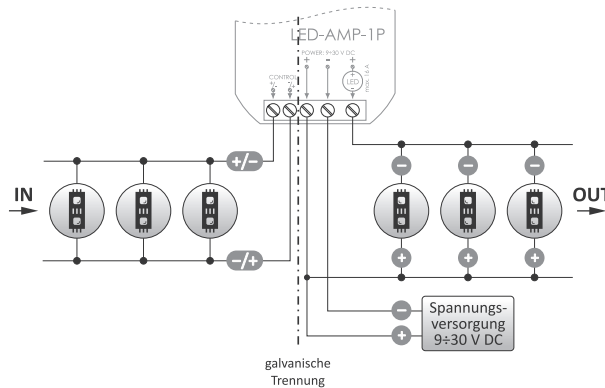 LED-AMP-1P
POWER: 9÷30 V DC
+ - +
CONTROL
+/- -/+
+
LED
-
max. 16 A
+/-
IN
-/+
- - -
OUT
+ + +
-
+
Spannungs-
versorgung
9÷30 V DC
galvanische
Trennung